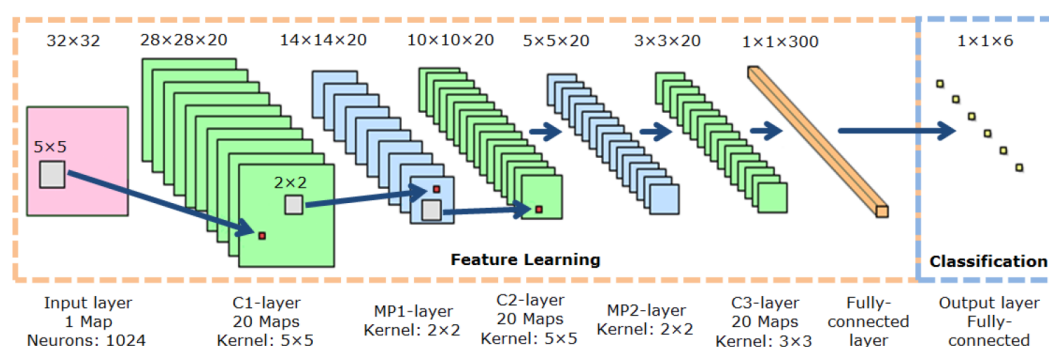 32×32 28×28×20 14×14×20 10×10×20 5×5×20 3×3×20 1×1×300 1×1×6
5×5
2×2
Feature Learning
Classification
Input layer
1 Map
Neurons: 1024
C1-layer
20 Maps
Kernel: 5×5
MP1-layer
Kernel: 2×2
C2-layer
20 Maps
Kernel: 5×5
MP2-layer
Kernel: 2×2
C3-layer
20 Maps
Kernel: 3×3
Fully-
connected
layer
Output layer
Fully-
connected